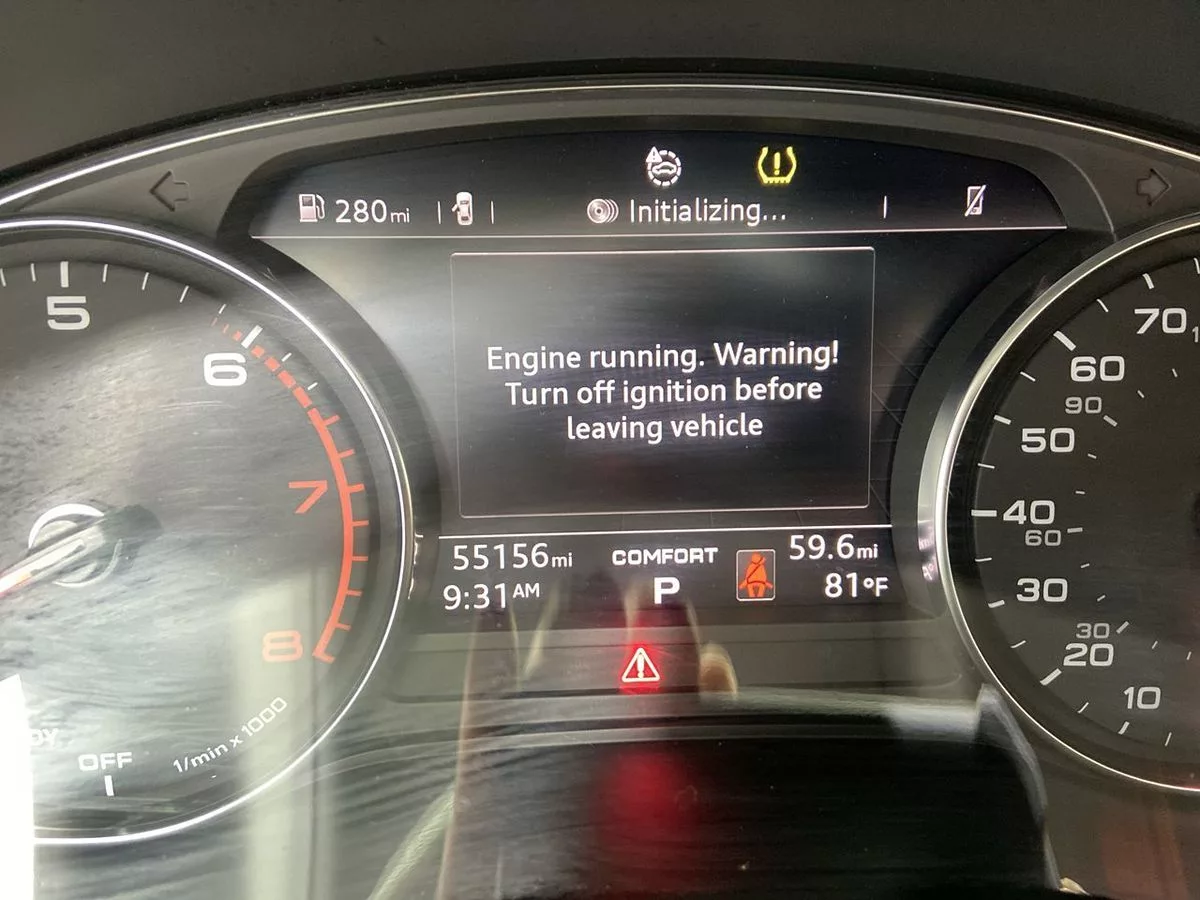 280mi
Initializing...
Engine running. Warning!
Turn off ignition before
leaving vehicle
55156mi
COMFORT
59.6mi
9:31AM
P
81°F
5
6
7
8
1/min x 1000
OFF
70
60
90
50
40
60
30
30
20
10